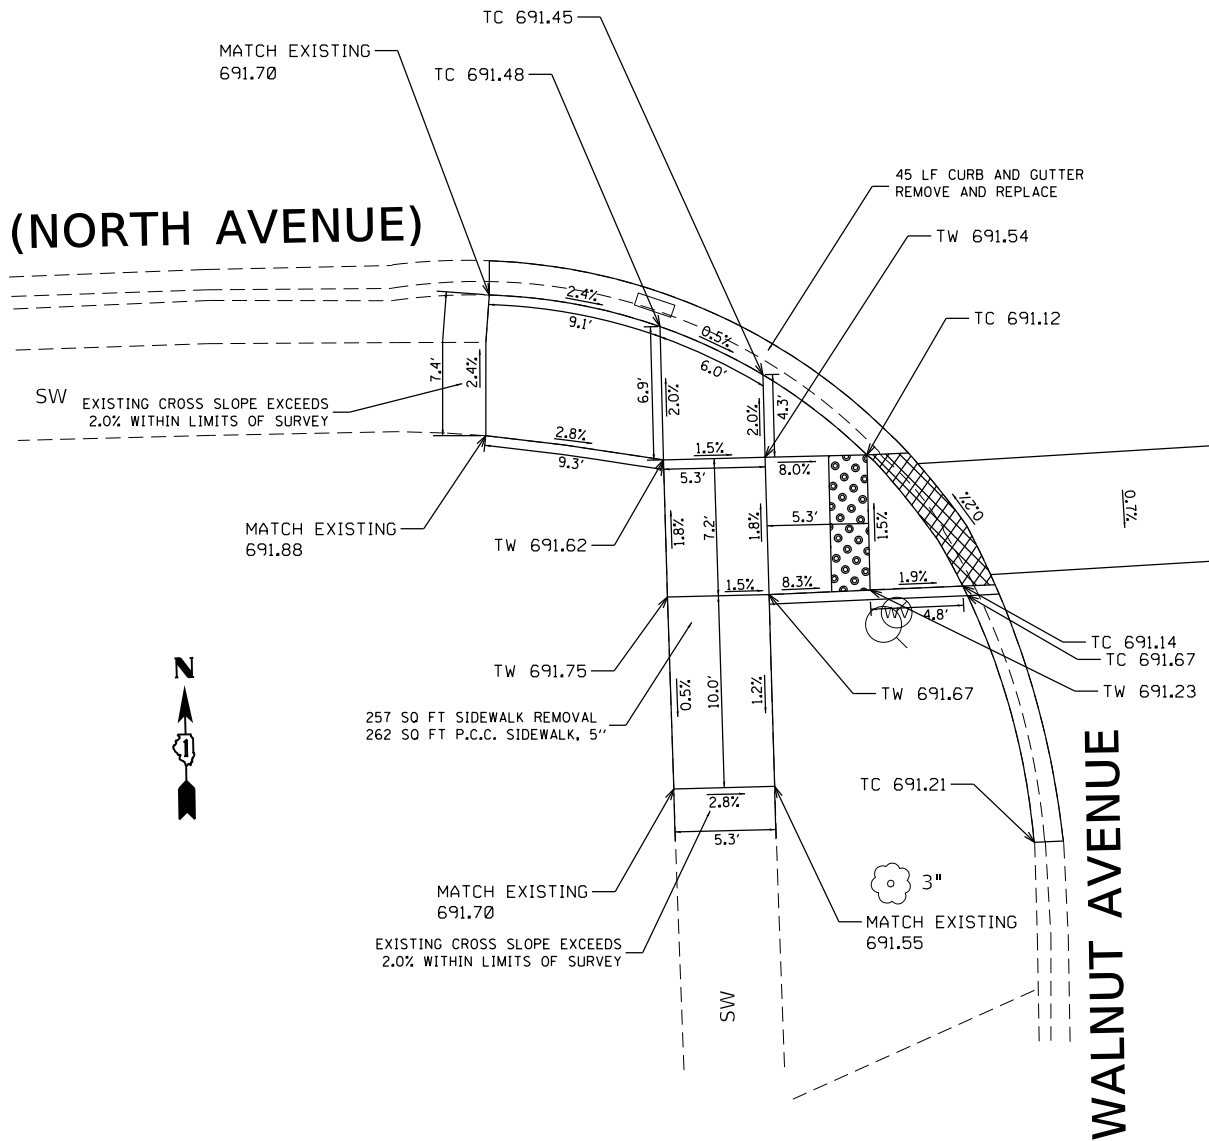 TC 691.45
MATCH EXISTING
691.70
TC 691.48
45 LF CURB AND GUTTER
REMOVE AND REPLACE
(NORTH AVENUE)
TW 691.54
2.4%
9.1'
TC 691.12
0.5%
6.0'
7.4'
2.4%
6.9'
2.0%
2.0%
4.3'
SW
EXISTING CROSS SLOPE EXCEEDS
2.0% WITHIN LIMITS OF SURVEY
2.8%
9.3'
1.5%
5.3'
8.0%
0.2%
0.7%
MATCH EXISTING
691.88
TW 691.62
1.8%
7.2'
1.8%
5.3'
1.5%
1.5%
8.3%
1.9%
WV
4.8'
TC 691.14
TC 691.67
TW 691.23
TW 691.75
N
1
0.5%
10.0'
1.2%
TW 691.67
257 SQ FT SIDEWALK REMOVAL
262 SQ FT P.C.C. SIDEWALK, 5''
TC 691.21
2.8%
5.3'
MATCH EXISTING
691.70
3"
MATCH EXISTING
691.55
EXISTING CROSS SLOPE EXCEEDS
2.0% WITHIN LIMITS OF SURVEY
SW
WALNUT AVENUE